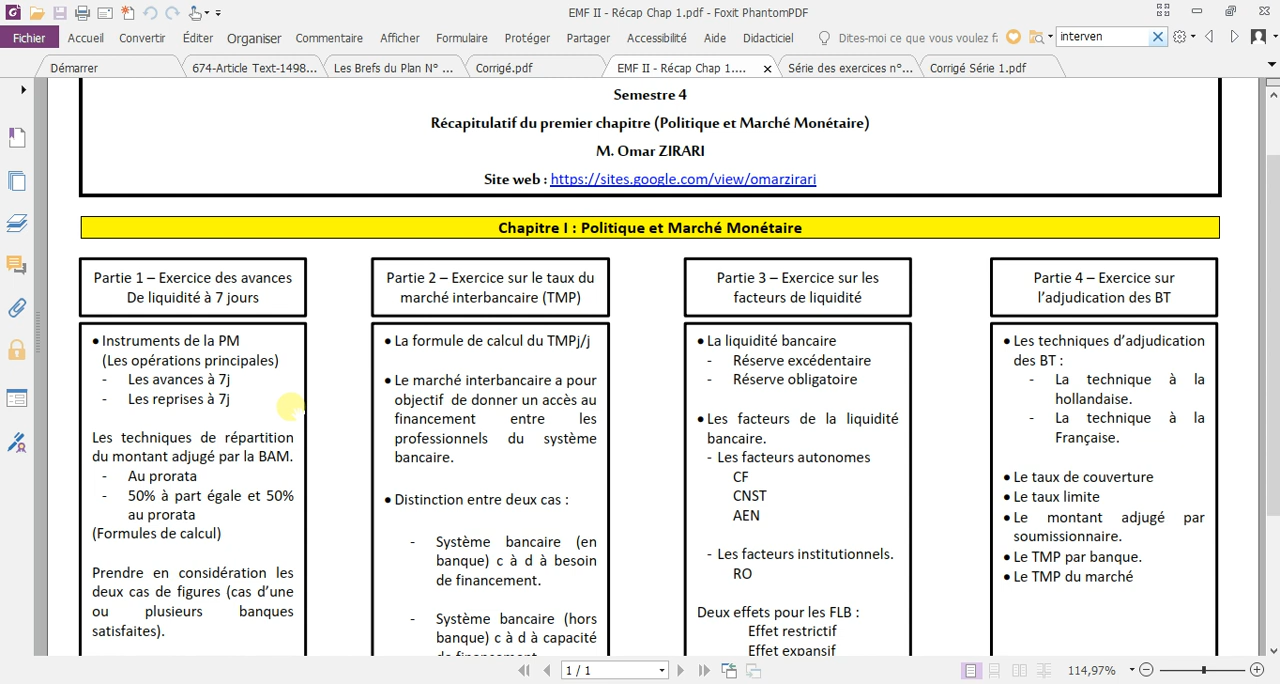 EMF II - Récap Chap 1.pdf - Foxit PhantomPDF
Fichier Accueil Convertir Éditer Organiser Commentaire Afficher Formulaire Protéger Partager Accessibilité Aide Didacticiel Dites-moi ce que vous voulez f. interven
Démarrer 674-Article Text-1498... Les Brefs du Plan N° ... Corrigé.pdf EMF II - Récap Chap 1.... Série des exercices n°... Corrigé Série 1.pdf
Semestre 4
Récapitulatif du premier chapitre (Politique et Marché Monétaire)
M. Omar ZIRARI
Site web : https://sites.google.com/view/omarzirari
Chapitre I : Politique et Marché Monétaire
Partie 1 – Exercice des avances
De liquidité à 7 jours
• Instruments de la PM
(Les opérations principales)
- Les avances à 7j
- Les reprises à 7j
Les techniques de répartition
du montant adjugé par la BAM.
- Au prorata
- 50% à part égale et 50%
au prorata
(Formules de calcul)
Prendre en considération les
deux cas de figures (cas d'une
ou plusieurs banques
satisfaites).
Partie 2 – Exercice sur le taux du
marché interbancaire (TMP)
• La formule de calcul du TMPj/j
• Le marché interbancaire a pour
objectif de donner un accès au
financement entre les
professionnels du système
bancaire.
• Distinction entre deux cas :
- Système bancaire (en
banque) c à d à besoin
de financement.
- Système bancaire (hors
banque) c à d à capacité
de financement
Partie 3 – Exercice sur les
facteurs de liquidité
• La liquidité bancaire
- Réserve excédentaire
- Réserve obligatoire
• Les facteurs de la liquidité
bancaire.
- Les facteurs autonomes
CF
CNST
AEN
- Les facteurs institutionnels.
RO
Deux effets pour les FLB :
Effet restrictif
Effet expansif
Partie 4 – Exercice sur
l'adjudication des BT
• Les techniques d'adjudication
des BT :
- La technique à la
hollandaise.
- La technique à la
Française.
• Le taux de couverture
• Le taux limite
• Le montant adjugé par
soumissionnaire.
• Le TMP par banque.
• Le TMP du marché
1 / 1 114,97%